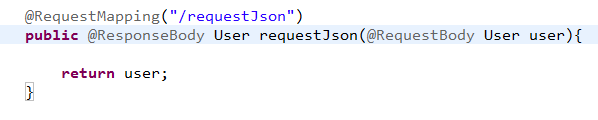 @RequestMapping("/requestJson")
public @ResponseBody User requestJson(@RequestBody User user){
return user;
}